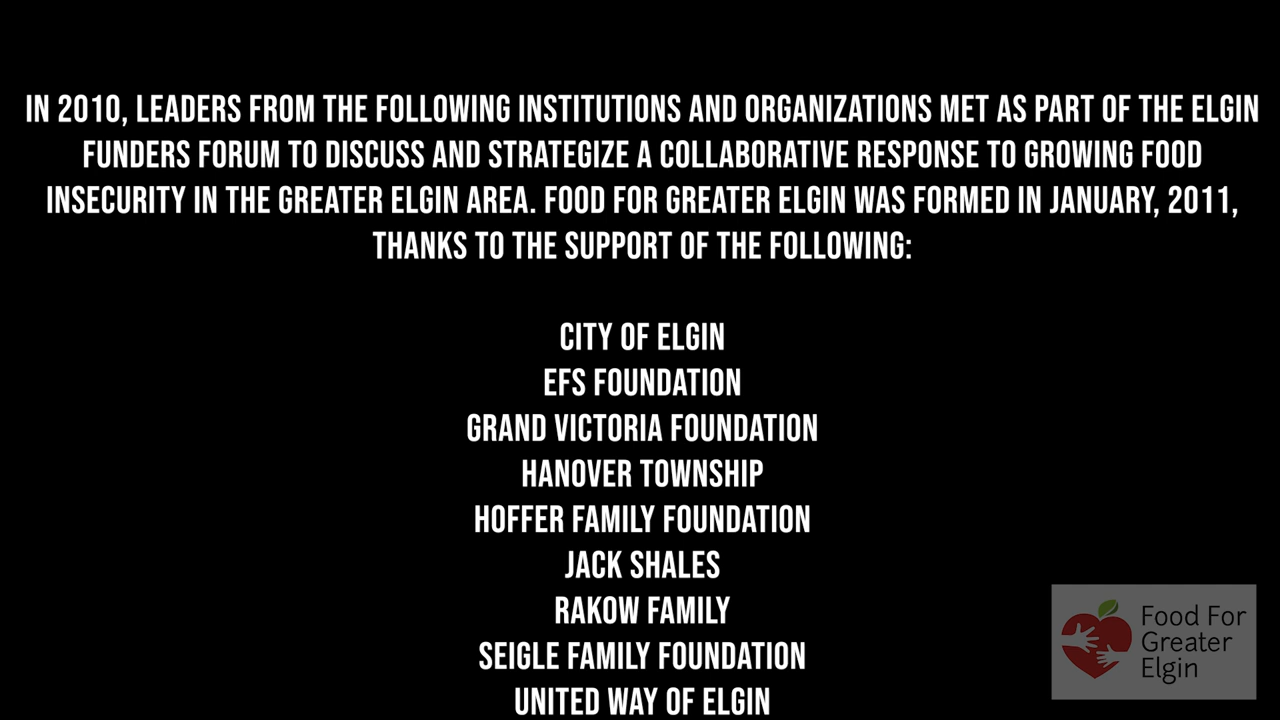 IN 2010, LEADERS FROM THE FOLLOWING INSTITUTIONS AND ORGANIZATIONS MET AS PART OF THE ELGIN
FUNDERS FORUM TO DISCUSS AND STRATEGIZE A COLLABORATIVE RESPONSE TO GROWING FOOD
INSECURITY IN THE GREATER ELGIN AREA. FOOD FOR GREATER ELGIN WAS FORMED IN JANUARY, 2011,
THANKS TO THE SUPPORT OF THE FOLLOWING:
CITY OF ELGIN
EFS FOUNDATION
GRAND VICTORIA FOUNDATION
HANOVER TOWNSHIP
HOFFER FAMILY FOUNDATION
JACK SHALES
RAKOW FAMILY
SEIGLE FAMILY FOUNDATION
UNITED WAY OF ELGIN
Food For
Greater
Elgin